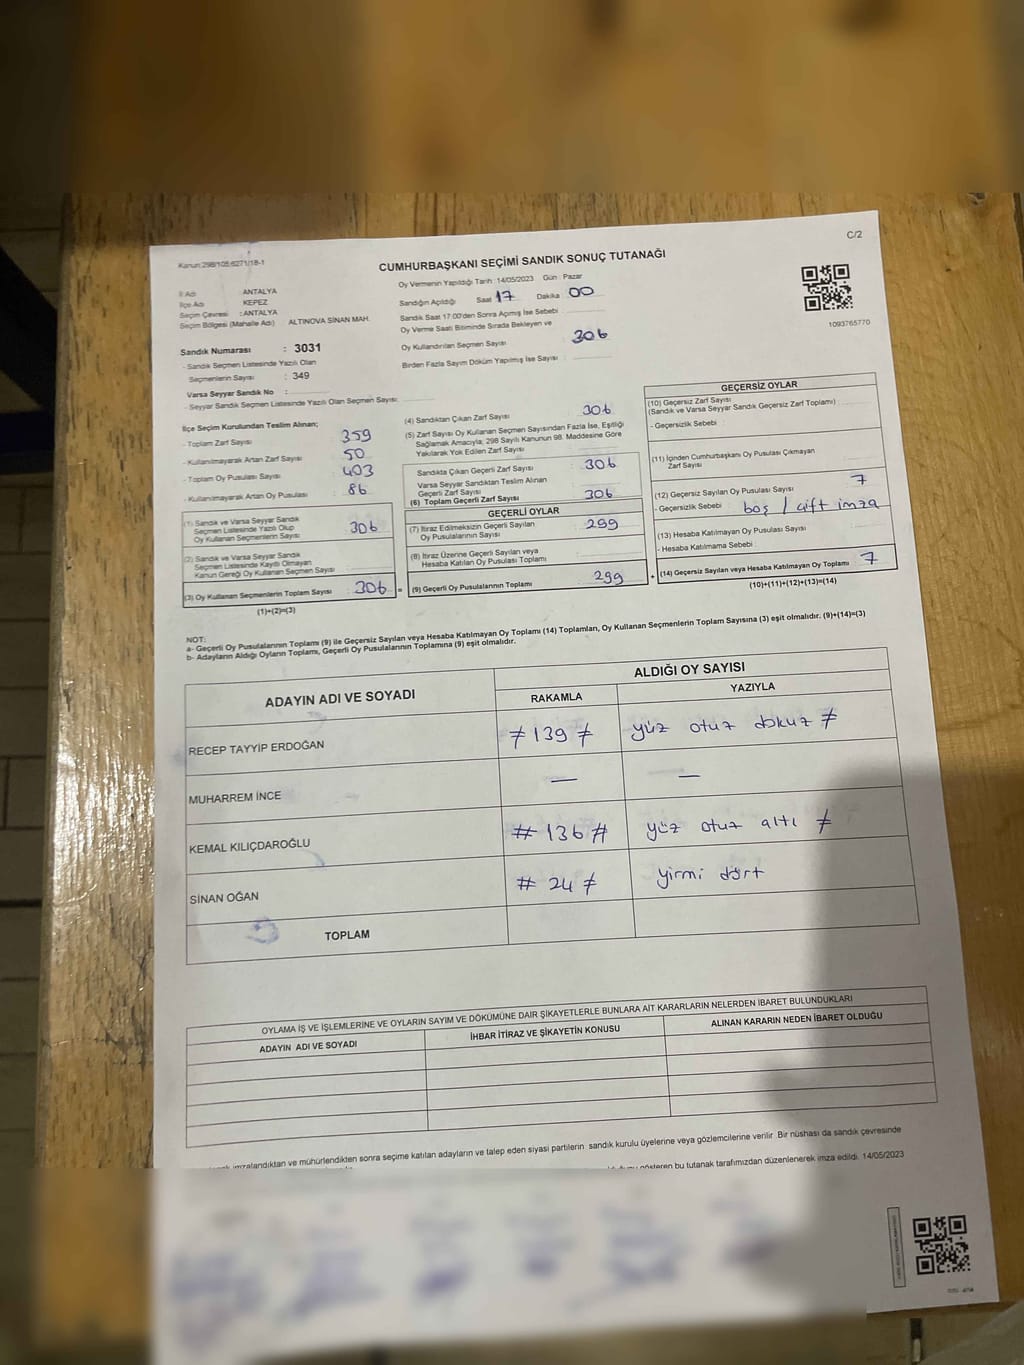 C/2
Kanun:298/105-6271/18-1
CUMHURBAŞKANI SEÇİMİ SANDIK SONUÇ TUTANAĞI
Oy Vermenin Yapıldığı Tarih :14/05/2023 Gün : Pazar
İl Adı ANTALYA
İlçe Adı KEPEZ
Seçim Çevresi : ANTALYA
Seçim Bölgesi (Mahalle Adı) ALTINOVA SİNAN MAH.
Sandığın Açıldığı Saat 17 Dakika 00
Sandık Saat 17:00'den Sonra Açımış İse Sebebi
Oy Verme Saati Bitiminde Sırada Bekleyen ve
Oy Kullandırılan Seçmen Sayısı 306
Birden Fazla Sayım Döküm Yapılmış İse Sayısı :
1093765770
Sandık Numarası : 3031
- Sandık Seçmen Listesinde Yazılı Olan
Seçmenlerin Sayısı : 349
Varsa Seyyar Sandık No :
- Seyyar Sandık Seçmen Listesinde Yazılı Olan Seçmen Sayısı:
İlçe Seçim Kurulundan Teslim Alınan;
- Toplam Zarf Sayısı 359
- Kullanılmayarak Artan Zarf Sayısı 50
- Toplam Oy Pusulası Sayısı 403
- Kullanılmayarak Artan Oy Pusulası 86
(1) Sandık ve Varsa Seyyar Sandık
Seçmen Listesinde Yazılı Olup
Oy Kullanan Seçmenlerin Sayısı 306
(2) Sandık ve Varsa Seyyar Sandık
Seçmen Listesinde Kayıtlı Olmayan
Kanun Gereği Oy Kullanan Seçmen Sayısı
(3) Oy Kullanan Seçmenlerin Toplam Sayısı 306 =
(1)+(2)=(3)
(4) Sandıktan Çıkan Zarf Sayısı 306
(5) Zarf Sayısı Oy Kullanan Seçmen Sayısından Fazla İse, Eşitliği
Sağlamak Amacıyla, 298 Sayılı Kanunun 98. Maddesine Göre
Yakılarak Yok Edilen Zarf Sayısı
Sandıkta Çıkan Geçerli Zarf Sayısı 306
Varsa Seyyar Sandıktan Teslim Alınan
Geçerli Zarf Sayısı
(6) Toplam Geçerli Zarf Sayısı 306
GEÇERLİ OYLAR
(7) İtiraz Edilmeksizin Geçerli Sayılan
Oy Pusulalarının Sayısı 299
(8) İtiraz Üzerine Geçerli Sayılan veya
Hesaba Katılan Oy Pusulası Toplamı
(9) Geçerli Oy Pusulalarının Toplamı 299 +
GEÇERSİZ OYLAR
(10) Geçersiz Zarf Sayısı
(Sandık ve Varsa Seyyar Sandık Geçersiz Zarf Toplamı)
- Geçersizlik Sebebi :
(11) İçinden Cumhurbaşkanı Oy Pusulası Çıkmayan
Zarf Sayısı
(12) Geçersiz Sayılan Oy Pusulası Sayısı 7
- Geçersizlik Sebebi : boş / çift imza
(13) Hesaba Katılmayan Oy Pusulası Sayısı
- Hesaba Katılmama Sebebi :
(14) Geçersiz Sayılan veya Hesaba Katılmayan Oy Toplamı 7
(10)+(11)+(12)+(13)=(14)
NOT:
a- Geçerli Oy Pusulalarının Toplamı (9) ile Geçersiz Sayılan veya Hesaba Katılmayan Oy Toplamı (14) Toplamları, Oy Kullanan Seçmenlerin Toplam Sayısına (3) eşit olmalıdır. (9)+(14)=(3)
b- Adayların Aldığı Oyların Toplamı, Geçerli Oy Pusulalarının Toplamına (9) eşit olmalıdır.
ADAYIN ADI VE SOYADI
ALDIĞI OY SAYISI
RAKAMLA YAZIYLA
RECEP TAYYİP ERDOĞAN ≠ 139 ≠ yüz otuz dokuz ≠
MUHARREM İNCE — —
KEMAL KILIÇDAROĞLU # 136 # yüz otuz altı ≠
SİNAN OĞAN # 24 ≠ yirmi dört
TOPLAM
OYLAMA İŞ VE İŞLEMLERİNE VE OYLARIN SAYIM VE DÖKÜMÜNE DAİR ŞİKAYETLERLE BUNLARA AİT KARARLARIN NELERDEN İBARET BULUNDUKLARI
ADAYIN ADI VE SOYADI İHBAR İTİRAZ VE ŞİKAYETİN KONUSU ALINAN KARARIN NEDEN İBARET OLDUĞU
imzalandıktan ve mühürlendikten sonra seçime katılan adayların ve talep eden siyasi partilerin sandık kurulu üyelerine veya gözlemcilerine verilir. Bir nüshası da sandık çevresinde
gösteren bu tutanak tarafımızdan düzenlenerek imza edildi. 14/05/2023